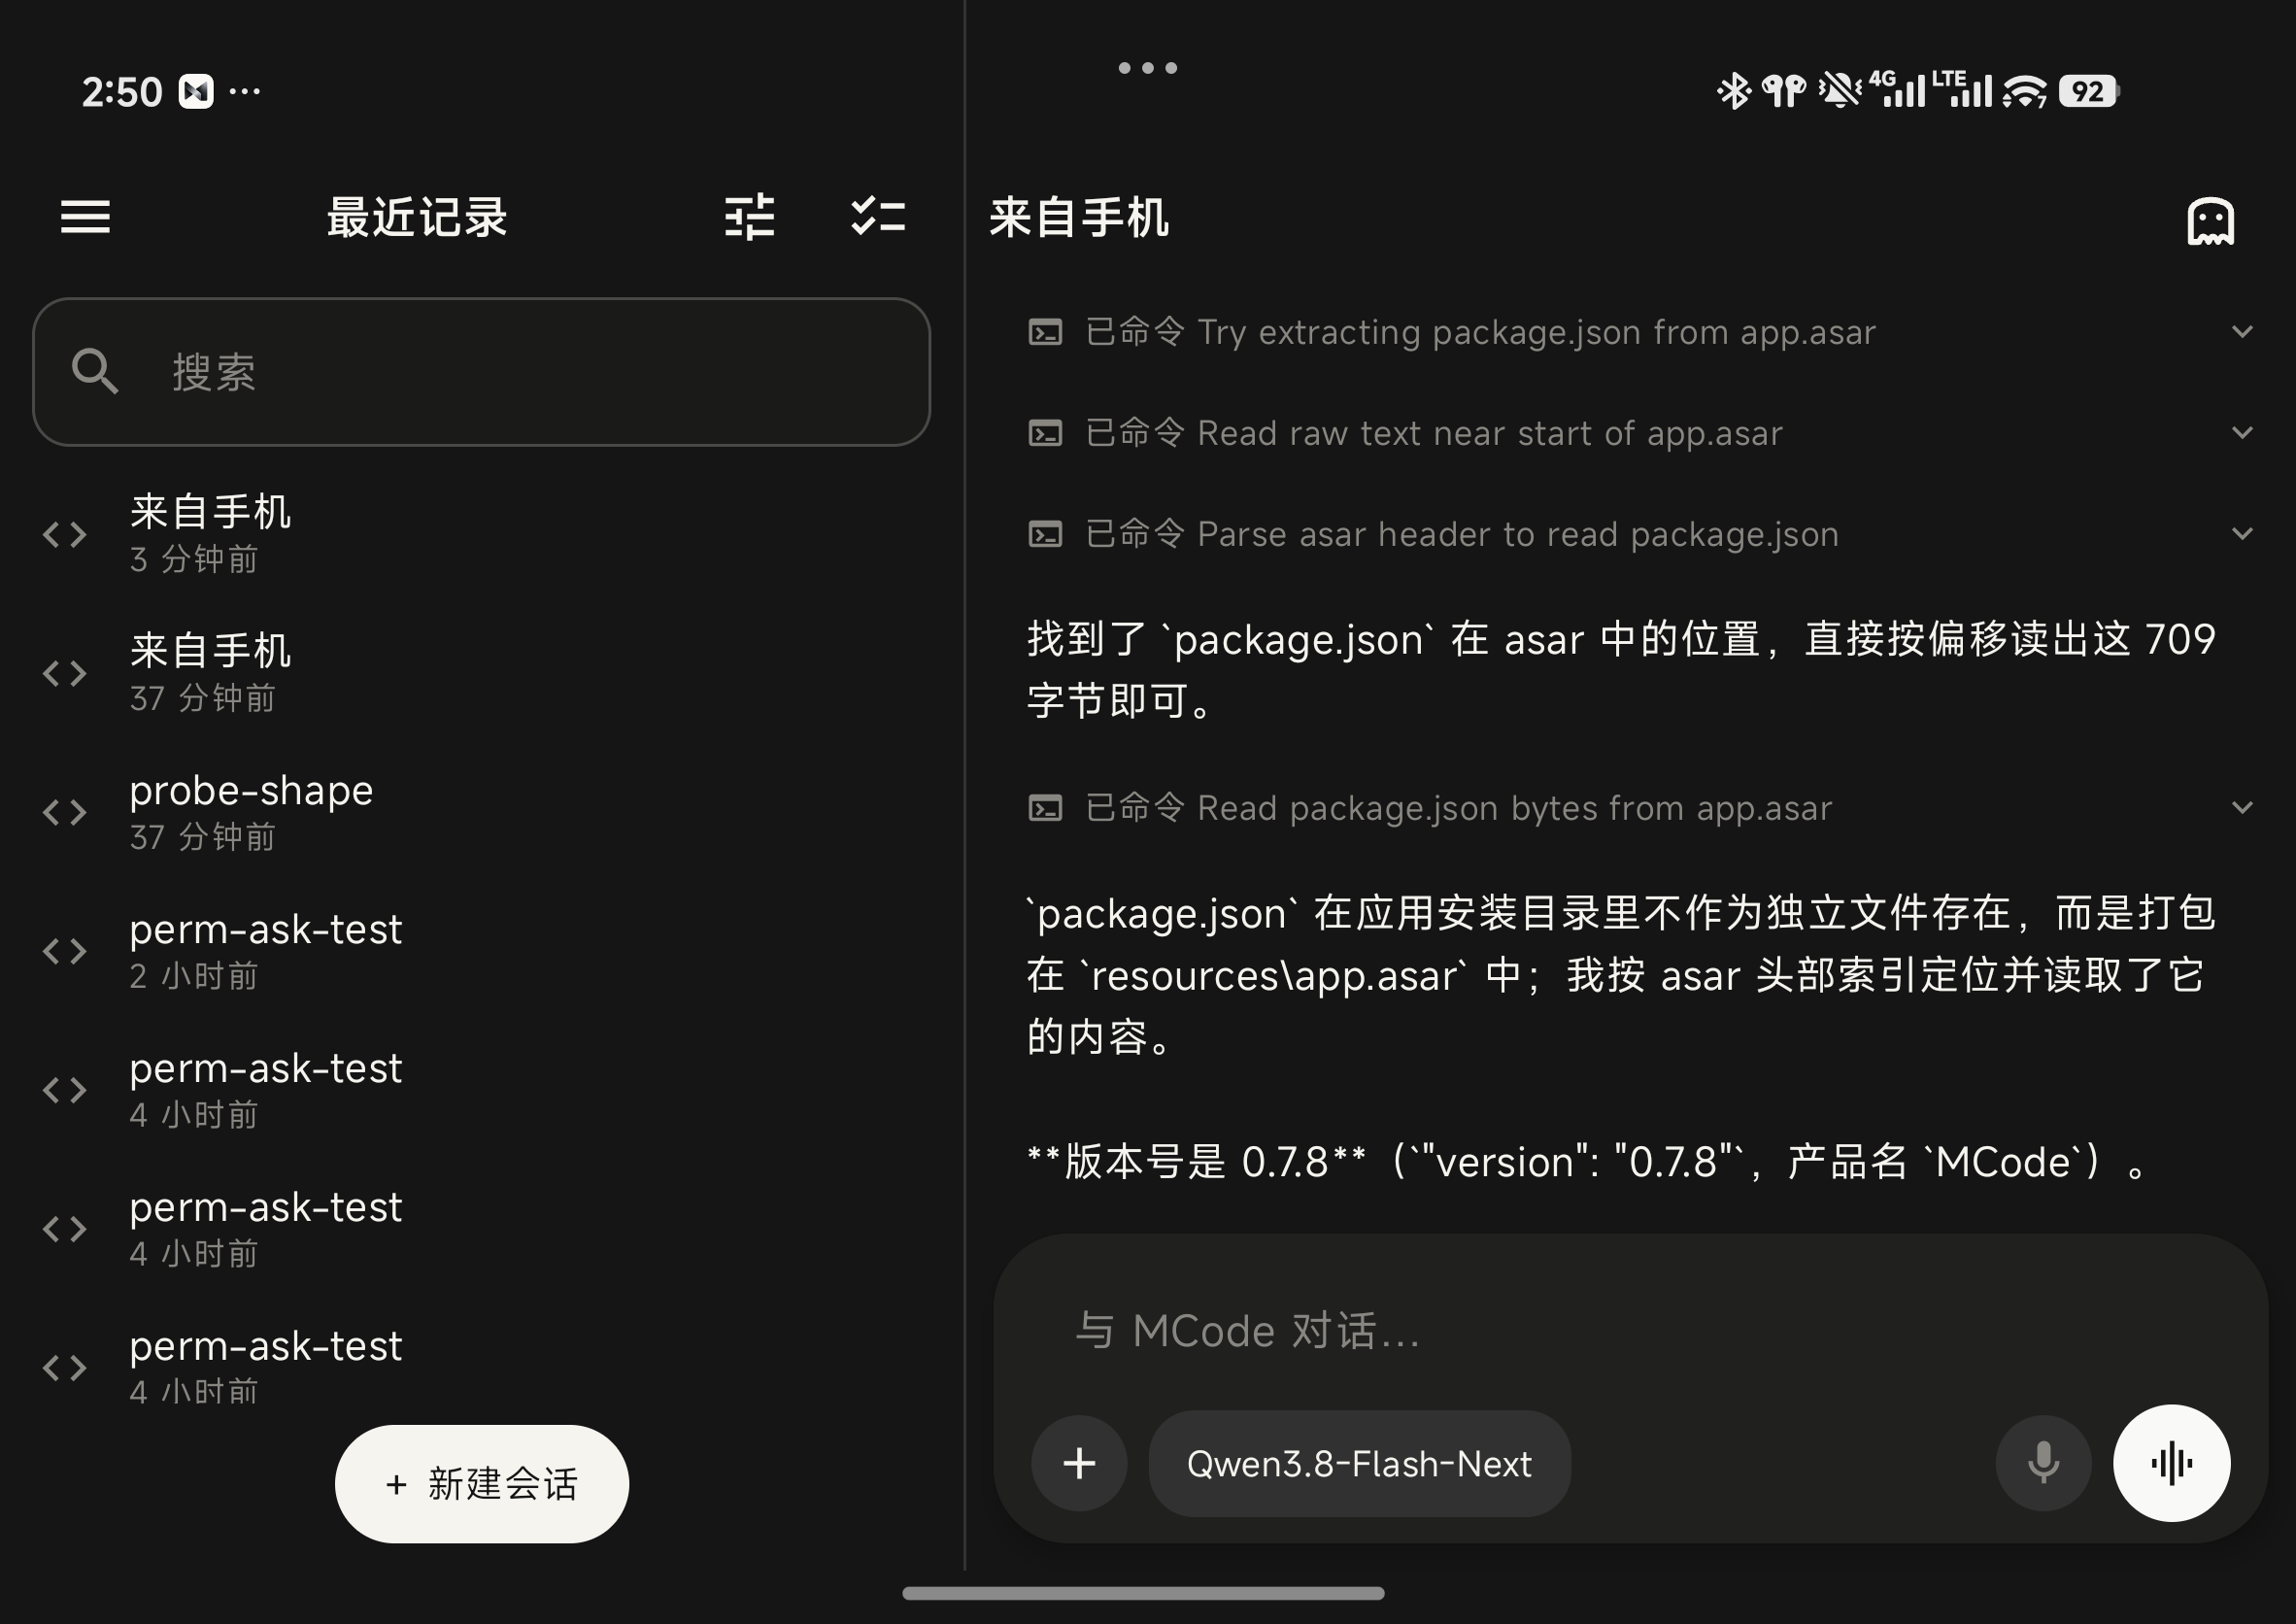 2:50
4G LTE 7 92
最近记录
搜索
来自手机
3 分钟前
来自手机
37 分钟前
probe-shape
37 分钟前
perm-ask-test
2 小时前
perm-ask-test
4 小时前
perm-ask-test
4 小时前
perm-ask-test
4 小时前
+ 新建会话
来自手机
已命令 Try extracting package.json from app.asar
已命令 Read raw text near start of app.asar
已命令 Parse asar header to read package.json
找到了 `package.json` 在 asar 中的位置，直接按偏移读出这 709
字节即可。
已命令 Read package.json bytes from app.asar
`package.json` 在应用安装目录里不作为独立文件存在，而是打包
在 `resources\app.asar` 中；我按 asar 头部索引定位并读取了它
的内容。
**版本号是 0.7.8**（`"version": "0.7.8"`，产品名 `MCode`）。
与 MCode 对话...
Qwen3.8-Flash-Next